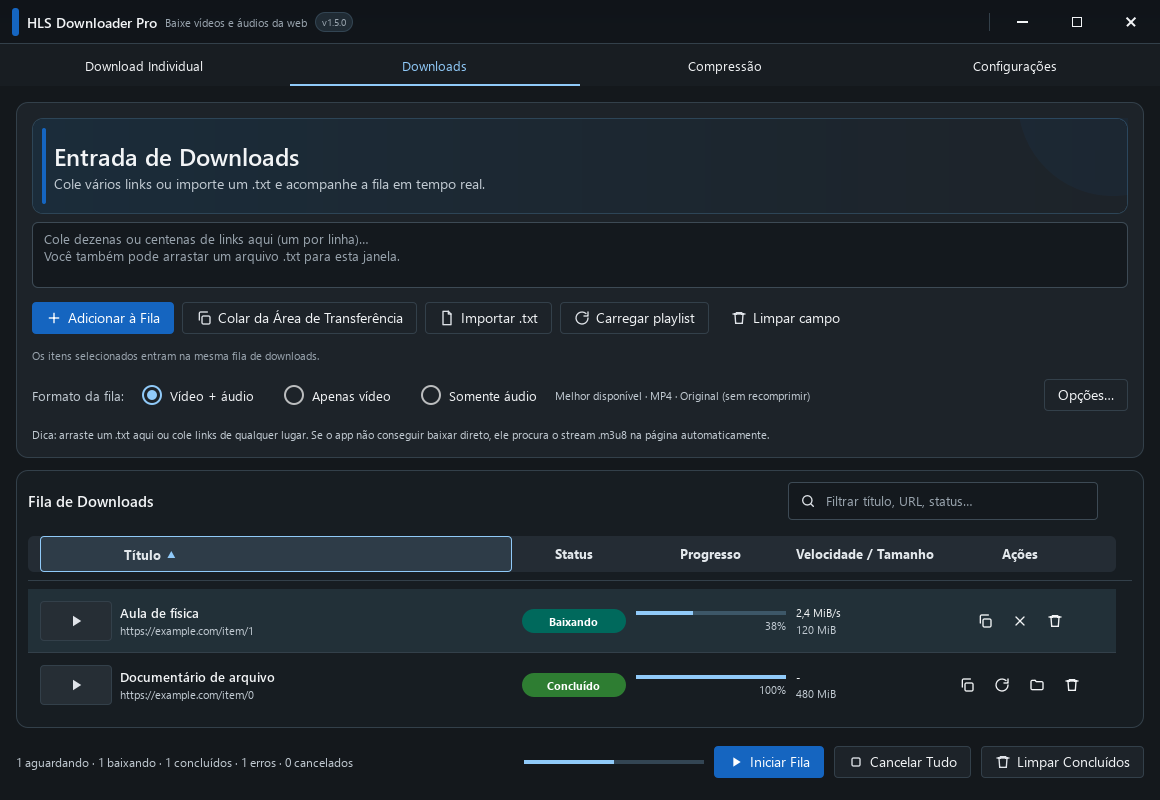 HLS Downloader Pro Baixe vídeos e áudios da web v1.5.0
Download Individual Downloads Compressão Configurações
Entrada de Downloads
Cole vários links ou importe um .txt e acompanhe a fila em tempo real.
Cole dezenas ou centenas de links aqui (um por linha)...
Você também pode arrastar um arquivo .txt para esta janela.
Adicionar à Fila Colar da Área de Transferência Importar .txt Carregar playlist Limpar campo
Os itens selecionados entram na mesma fila de downloads.
Formato da fila: Vídeo + áudio Apenas vídeo Somente áudio Melhor disponível · MP4 · Original (sem recomprimir) Opções...
Dica: arraste um .txt aqui ou cole links de qualquer lugar. Se o app não conseguir baixar direto, ele procura o stream .m3u8 na página automaticamente.
Fila de Downloads Filtrar título, URL, status...
Título Status Progresso Velocidade / Tamanho Ações
Aula de física Baixando 2,4 MiB/s
https://example.com/item/1 38% 120 MiB
Documentário de arquivo Concluído -
https://example.com/item/0 100% 480 MiB
1 aguardando · 1 baixando · 1 concluídos · 1 erros · 0 cancelados Iniciar Fila Cancelar Tudo Limpar Concluídos